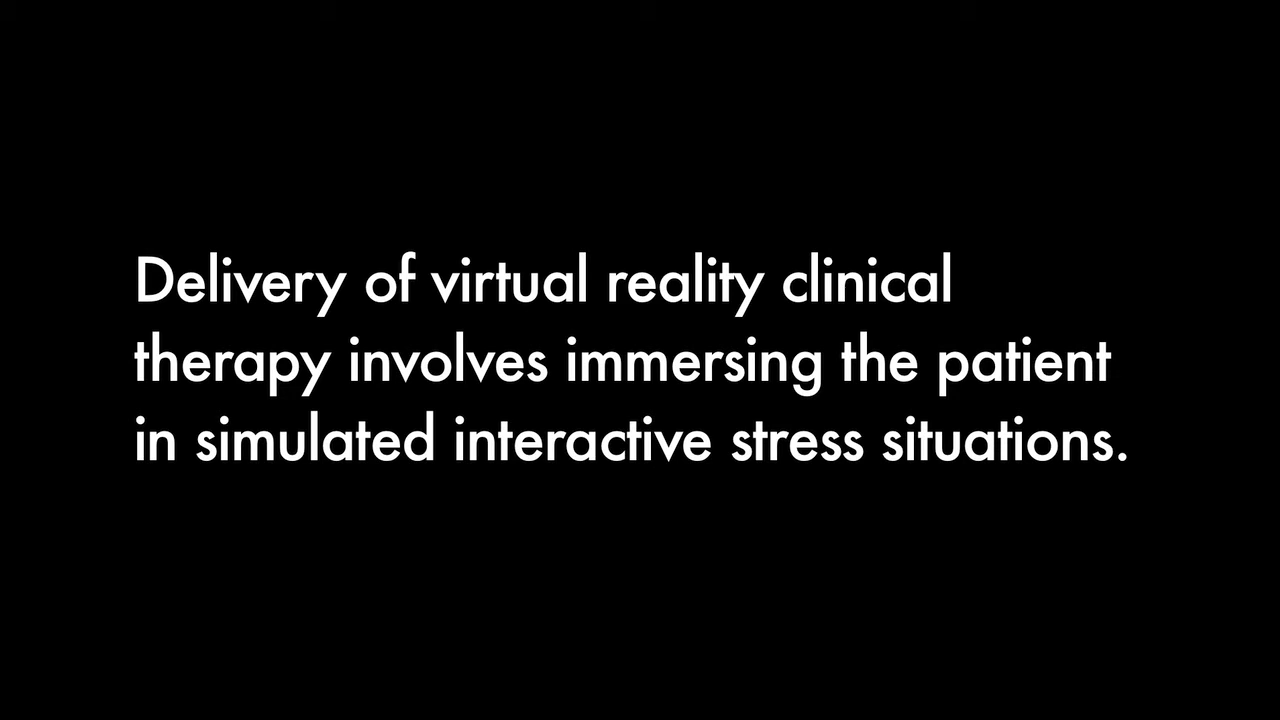 Delivery of virtual reality clinical
therapy involves immersing the patient
in simulated interactive stress situations.